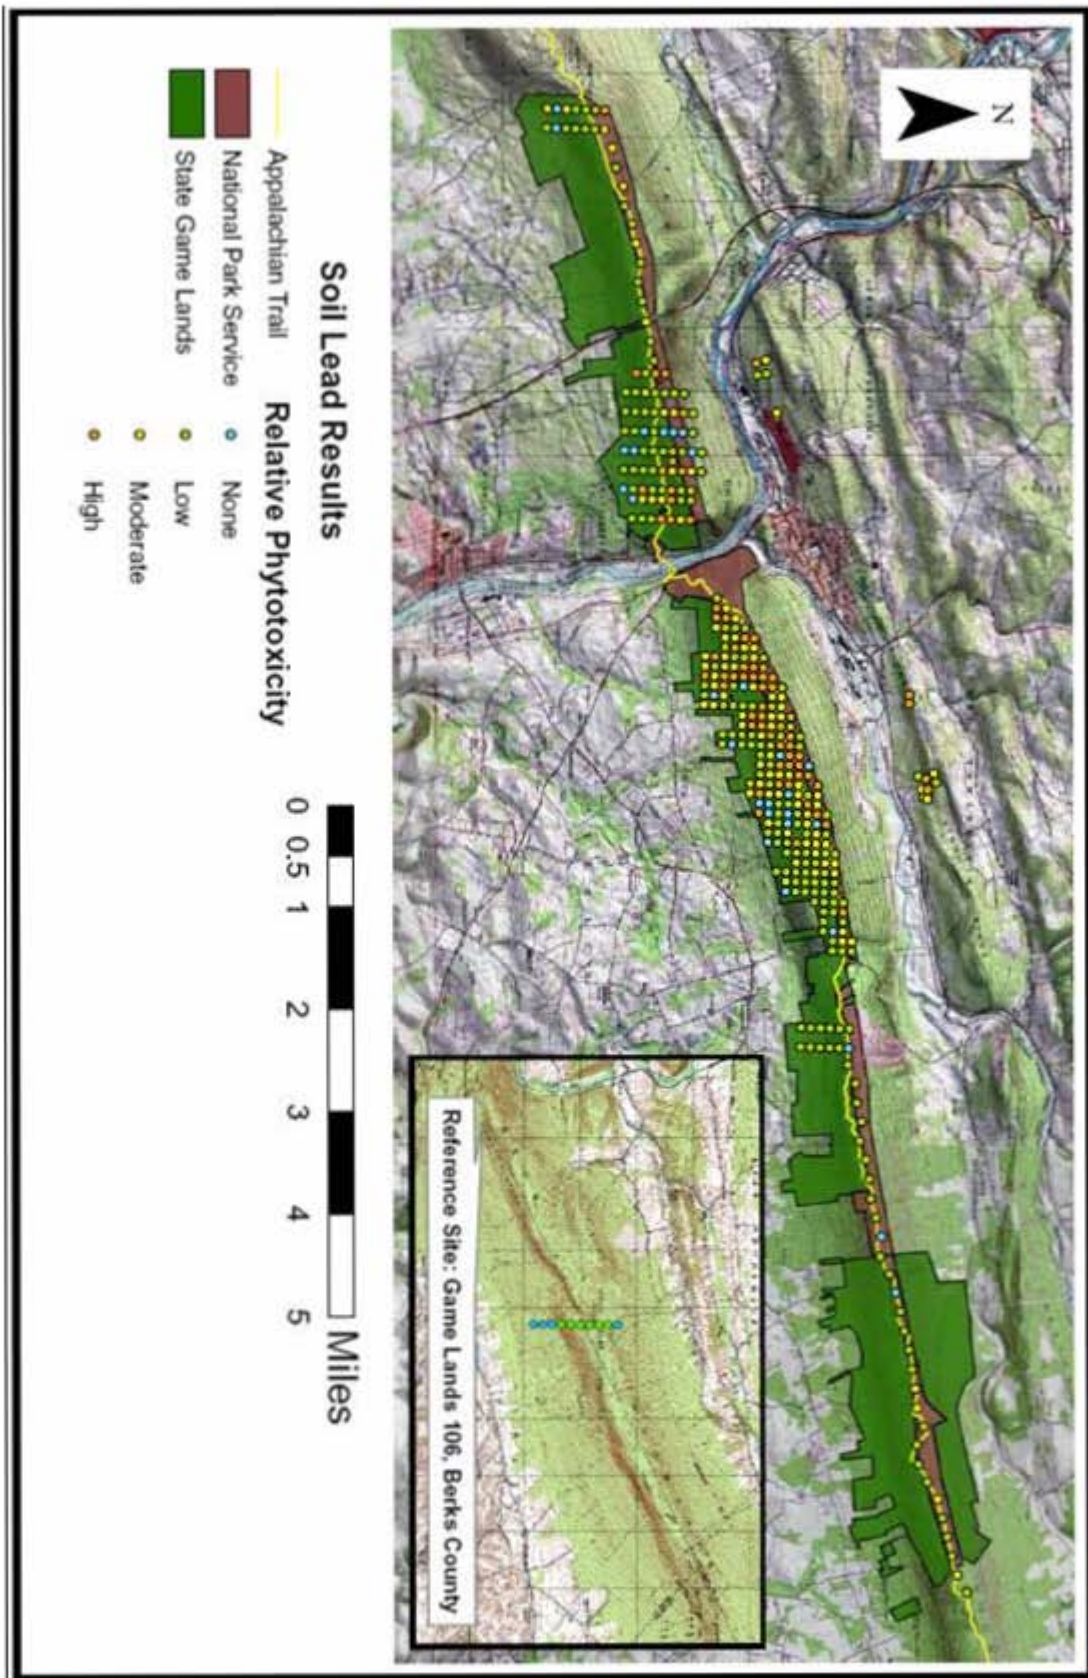 N
Reference Site: Game Lands 106, Berks County
Soil Lead Results
Appalachian Trail
National Park Service
State Game Lands
Relative Phytotoxicity
None
Low
Moderate
High
0 0.5 1 2 3 4 5 Miles